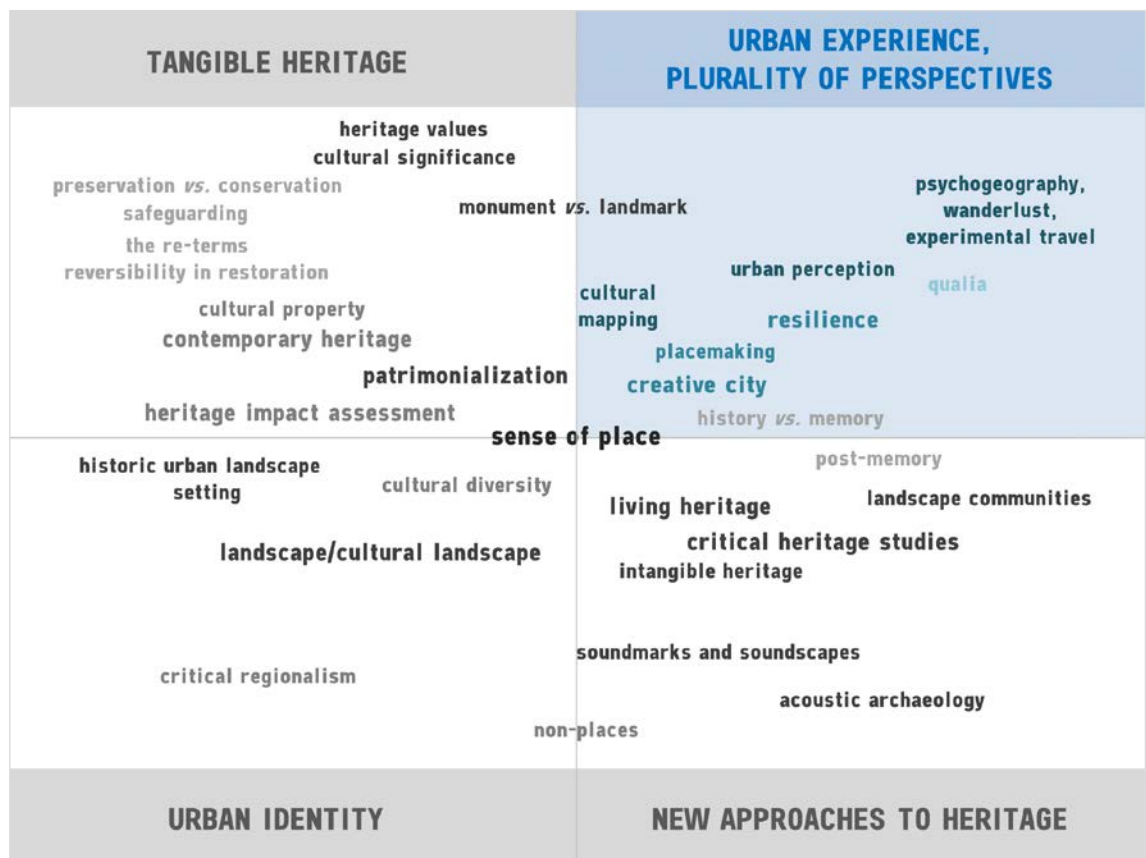 TANGIBLE HERITAGE
URBAN EXPERIENCE,
PLURALITY OF PERSPECTIVES
heritage values
cultural significance
preservation vs. conservation
safeguarding
the re-terms
reversibility in restoration
monument vs. landmark
cultural property
contemporary heritage
patrimonialization
heritage impact assessment
psychogeography,
wanderlust,
experimental travel
urban perception
qualia
cultural
mapping
resilience
placemaking
creative city
history vs. memory
sense of place
historic urban landscape
setting
cultural diversity
landscape/cultural landscape
critical regionalism
non-places
post-memory
landscape communities
living heritage
critical heritage studies
intangible heritage
soundmarks and soundscapes
acoustic archaeology
URBAN IDENTITY
NEW APPROACHES TO HERITAGE